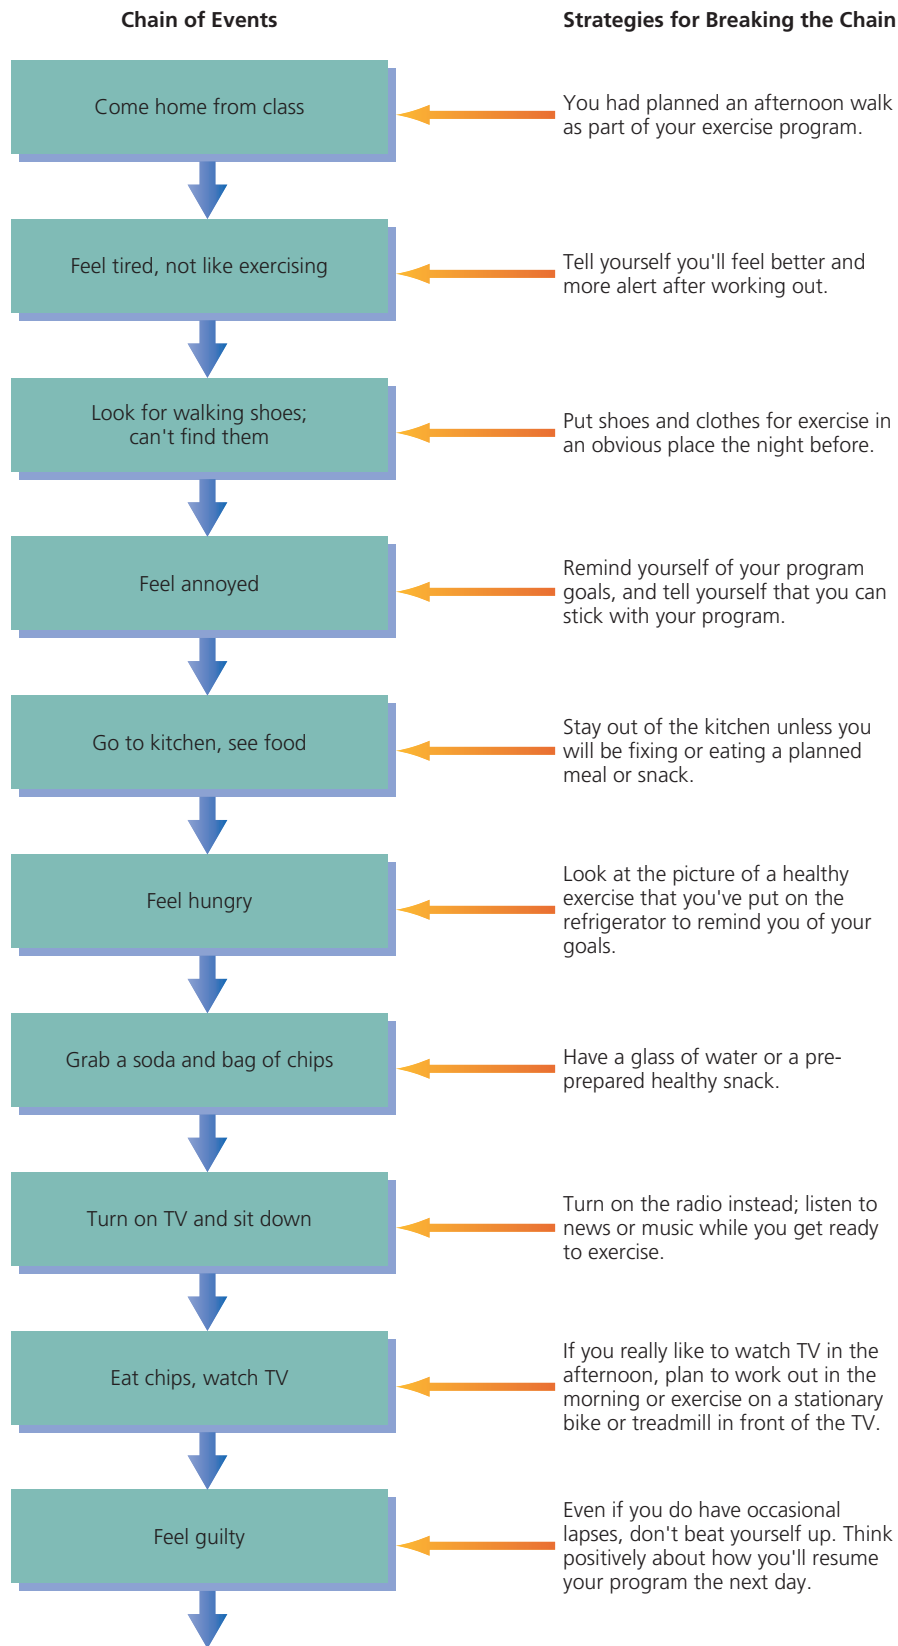 Chain of Events
Strategies for Breaking the Chain
Come home from class
You had planned an afternoon walk
as part of your exercise program.
Feel tired, not like exercising
Tell yourself you'll feel better and
more alert after working out.
Look for walking shoes;
can't find them
Put shoes and clothes for exercise in
an obvious place the night before.
Feel annoyed
Remind yourself of your program
goals, and tell yourself that you can
stick with your program.
Go to kitchen, see food
Stay out of the kitchen unless you
will be fixing or eating a planned
meal or snack.
Feel hungry
Look at the picture of a healthy
exercise that you've put on the
refrigerator to remind you of your
goals.
Grab a soda and bag of chips
Have a glass of water or a pre-
prepared healthy snack.
Turn on TV and sit down
Turn on the radio instead; listen to
news or music while you get ready
to exercise.
Eat chips, watch TV
If you really like to watch TV in the
afternoon, plan to work out in the
morning or exercise on a stationary
bike or treadmill in front of the TV.
Feel guilty
Even if you do have occasional
lapses, don't beat yourself up. Think
positively about how you'll resume
your program the next day.